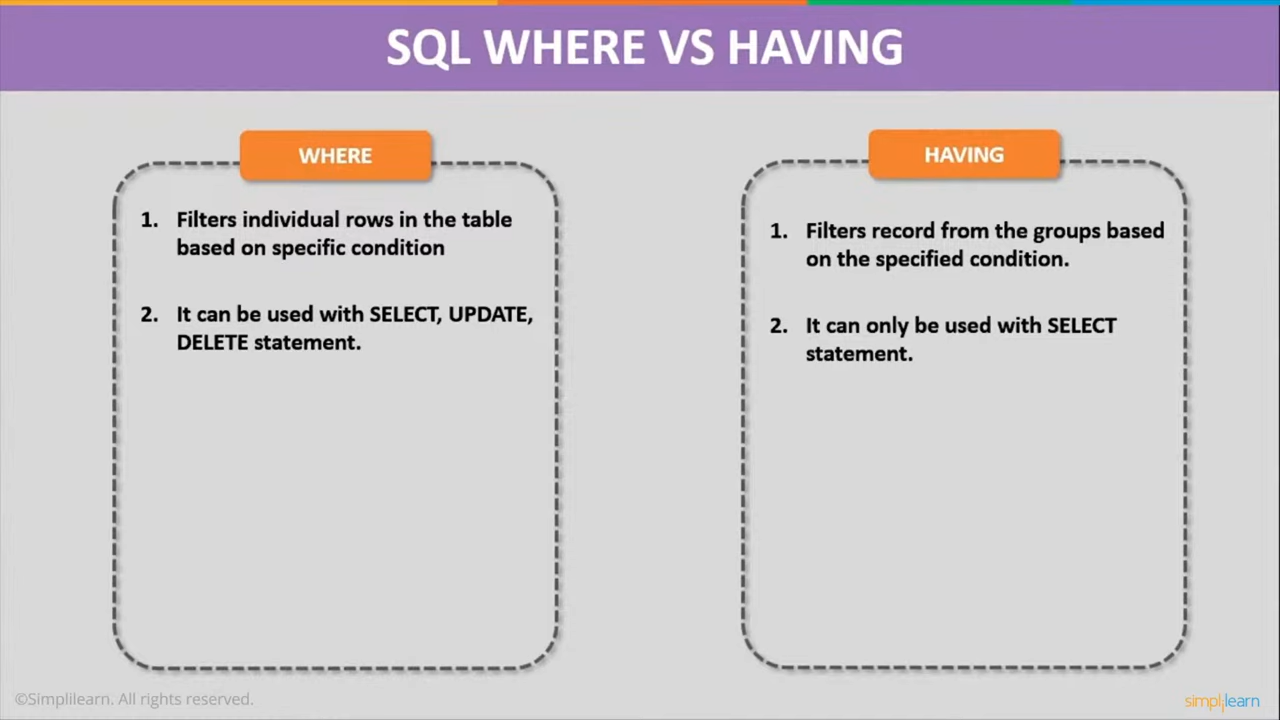 SQL WHERE VS HAVING
WHERE
1. Filters individual rows in the table
based on specific condition
2. It can be used with SELECT, UPDATE,
DELETE statement.
HAVING
1. Filters record from the groups based
on the specified condition.
2. It can only be used with SELECT
statement.
©Simplilearn. All rights reserved.
simplilearn